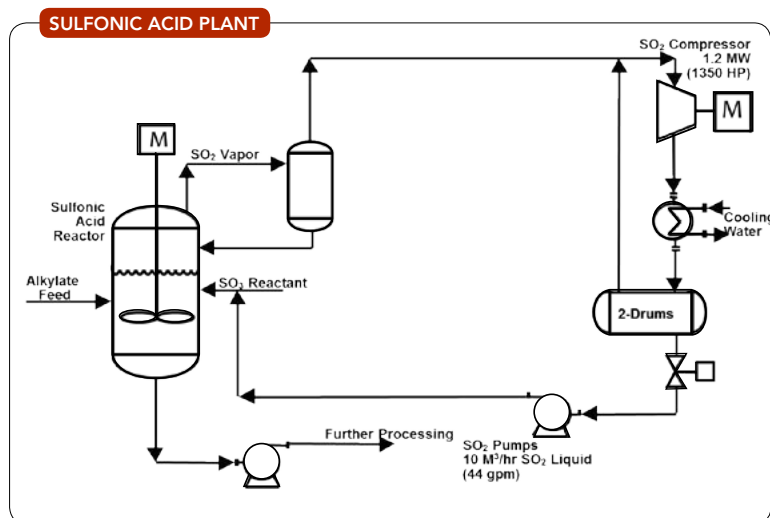 SULFONIC ACID PLANT
SO₂ Compressor
1.2 MW
(1350 HP)
M
M
SO₂ Vapor
Sulfonic
Acid
Reactor
Cooling
Water
Alkylate
Feed
SO₃ Reactant
2-Drums
Further Processing
SO₂ Pumps
10 M³/hr SO₂ Liquid
(44 gpm)